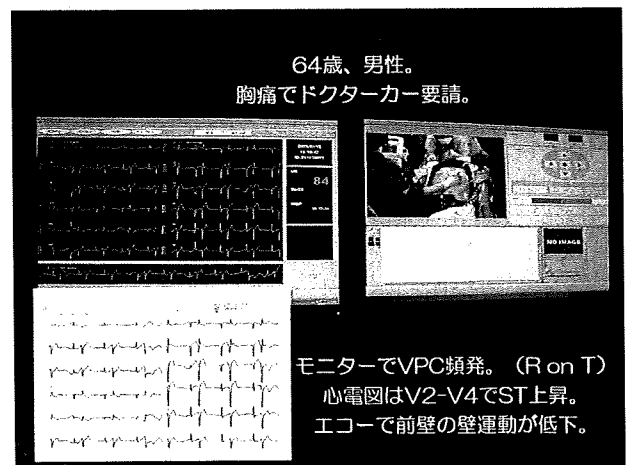 64歳、男性。
胸痛でドクターカー要請。
84
NO IMAGE
モニターでVPC頻発。（R on T）
心電図はV2-V4でST上昇。
エコーで前壁の壁運動が低下。